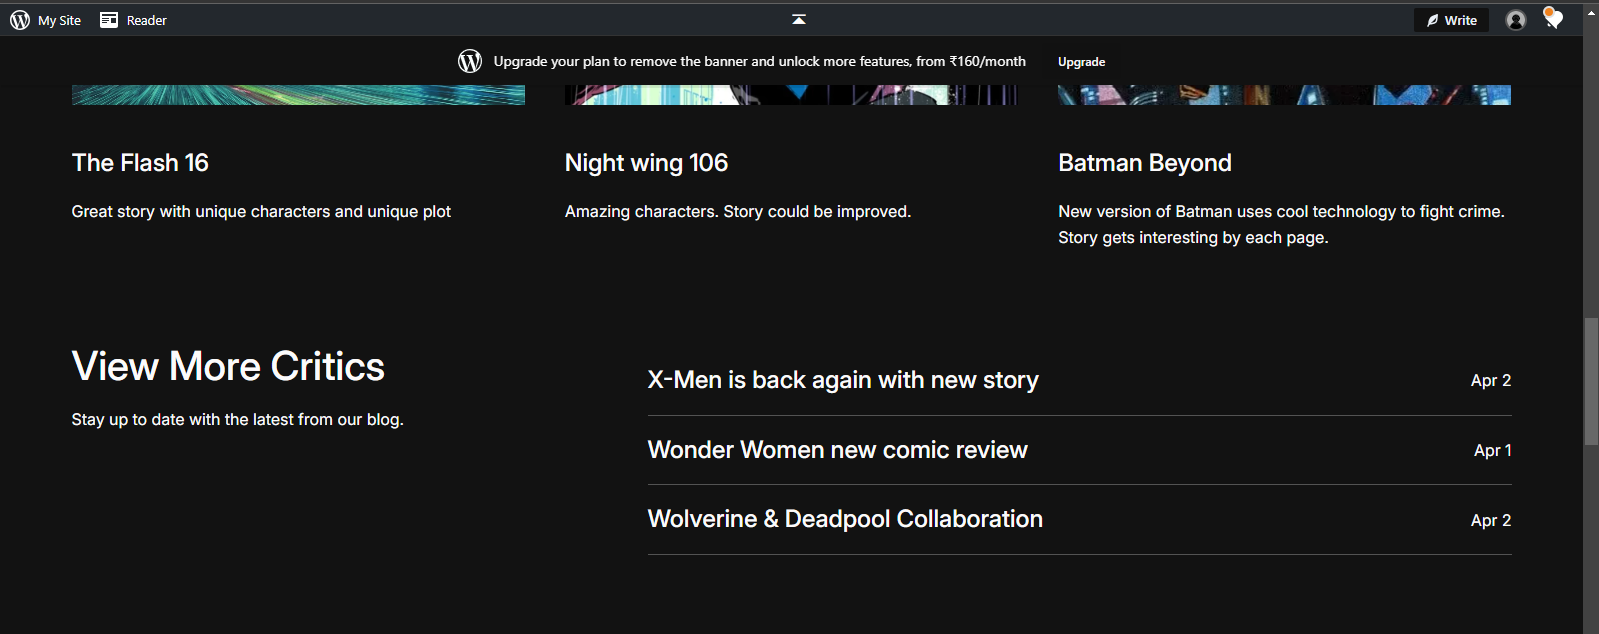 My Site Reader Write
Upgrade your plan to remove the banner and unlock more features, from ₹160/month Upgrade
The Flash 16
Great story with unique characters and unique plot
Night wing 106
Amazing characters. Story could be improved.
Batman Beyond
New version of Batman uses cool technology to fight crime.
Story gets interesting by each page.
View More Critics
Stay up to date with the latest from our blog.
X-Men is back again with new story Apr 2
Wonder Women new comic review Apr 1
Wolverine & Deadpool Collaboration Apr 2